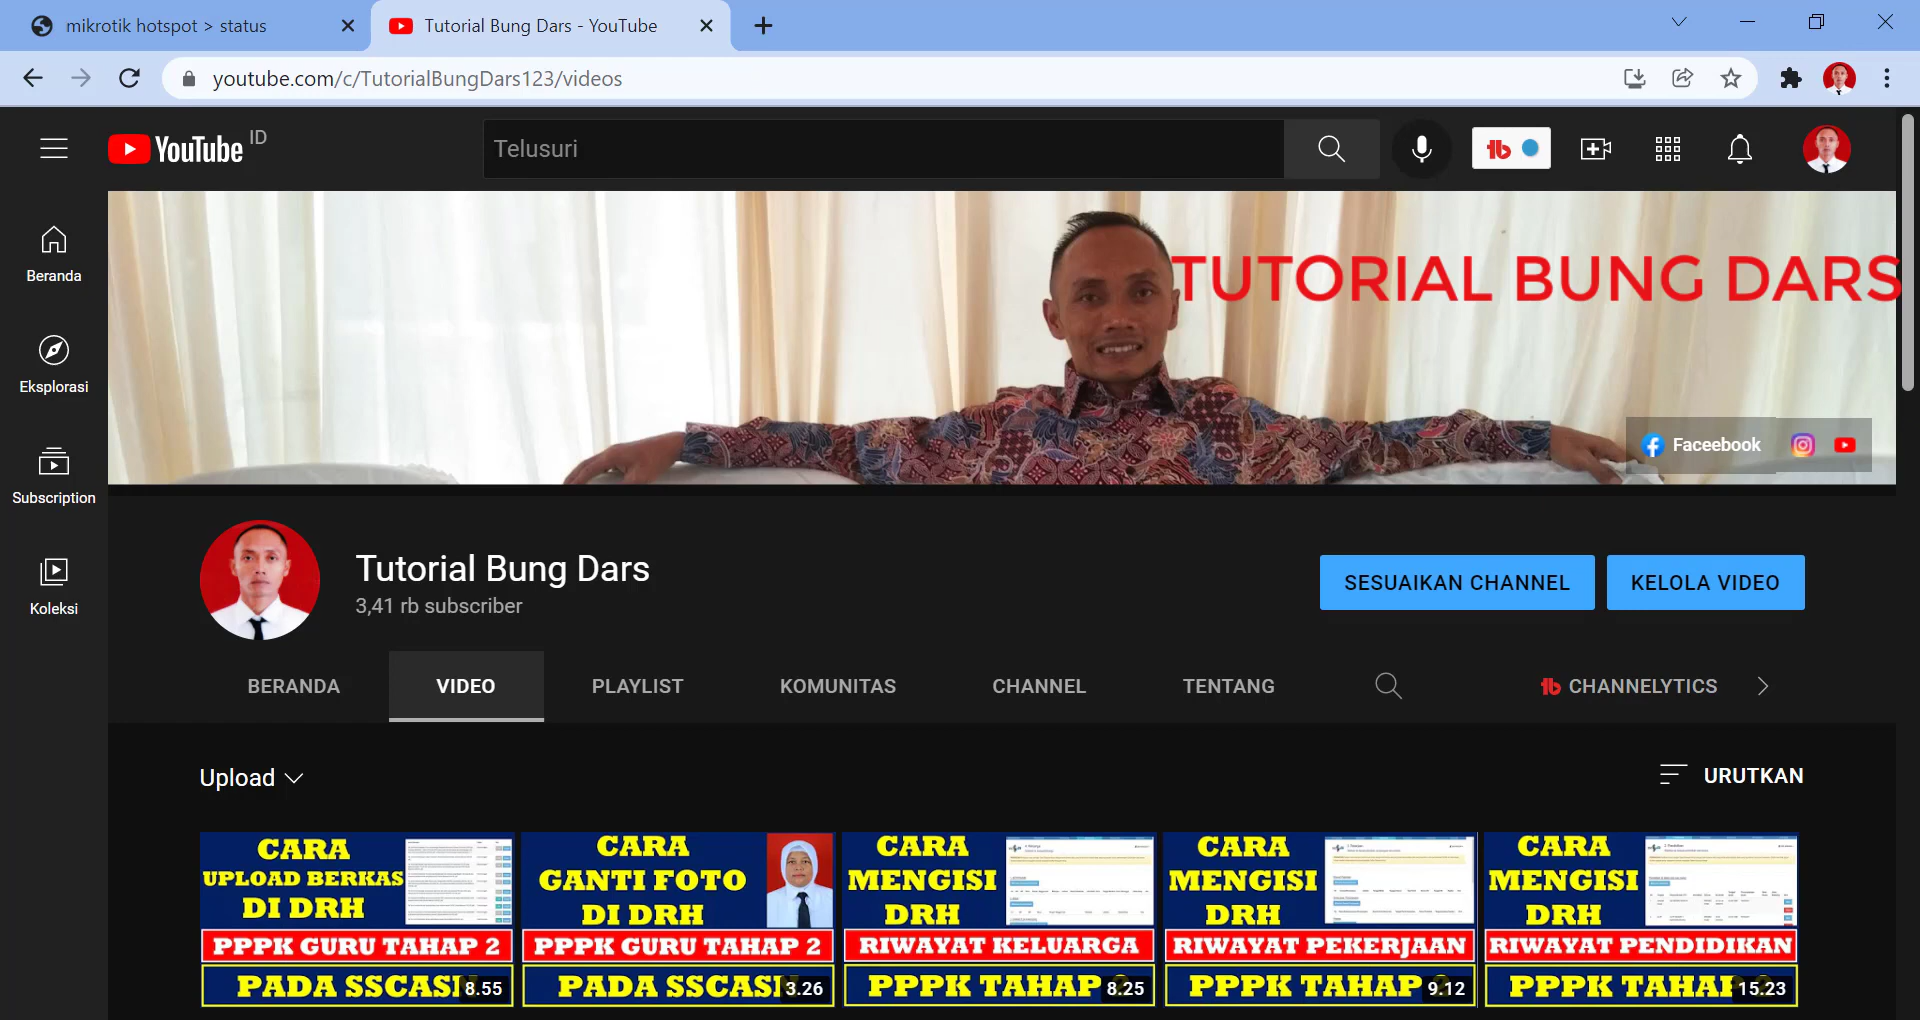 mikrotik hotspot > status
Tutorial Bung Dars - YouTube
youtube.com/c/TutorialBungDars123/videos
YouTube ID
Telusuri
Beranda
Eksplorasi
Subscription
Koleksi
TUTORIAL BUNG DARS
Faceebook
Tutorial Bung Dars
3,41 rb subscriber
SESUAIKAN CHANNEL
KELOLA VIDEO
BERANDA
VIDEO
PLAYLIST
KOMUNITAS
CHANNEL
TENTANG
CHANNELYTICS
Upload
URUTKAN
CARA
UPLOAD BERKAS
DI DRH
PPPK GURU TAHAP 2
PADA SSCASN
8.55
CARA
GANTI FOTO
DI DRH
PPPK GURU TAHAP 2
PADA SSCASN
3.26
CARA
MENGISI
DRH
RIWAYAT KELUARGA
PPPK TAHAP
8.25
CARA
MENGISI
DRH
RIWAYAT PEKERJAAN
PPPK TAHAP
9.12
CARA
MENGISI
DRH
RIWAYAT PENDIDIKAN
PPPK TAHAP
15.23